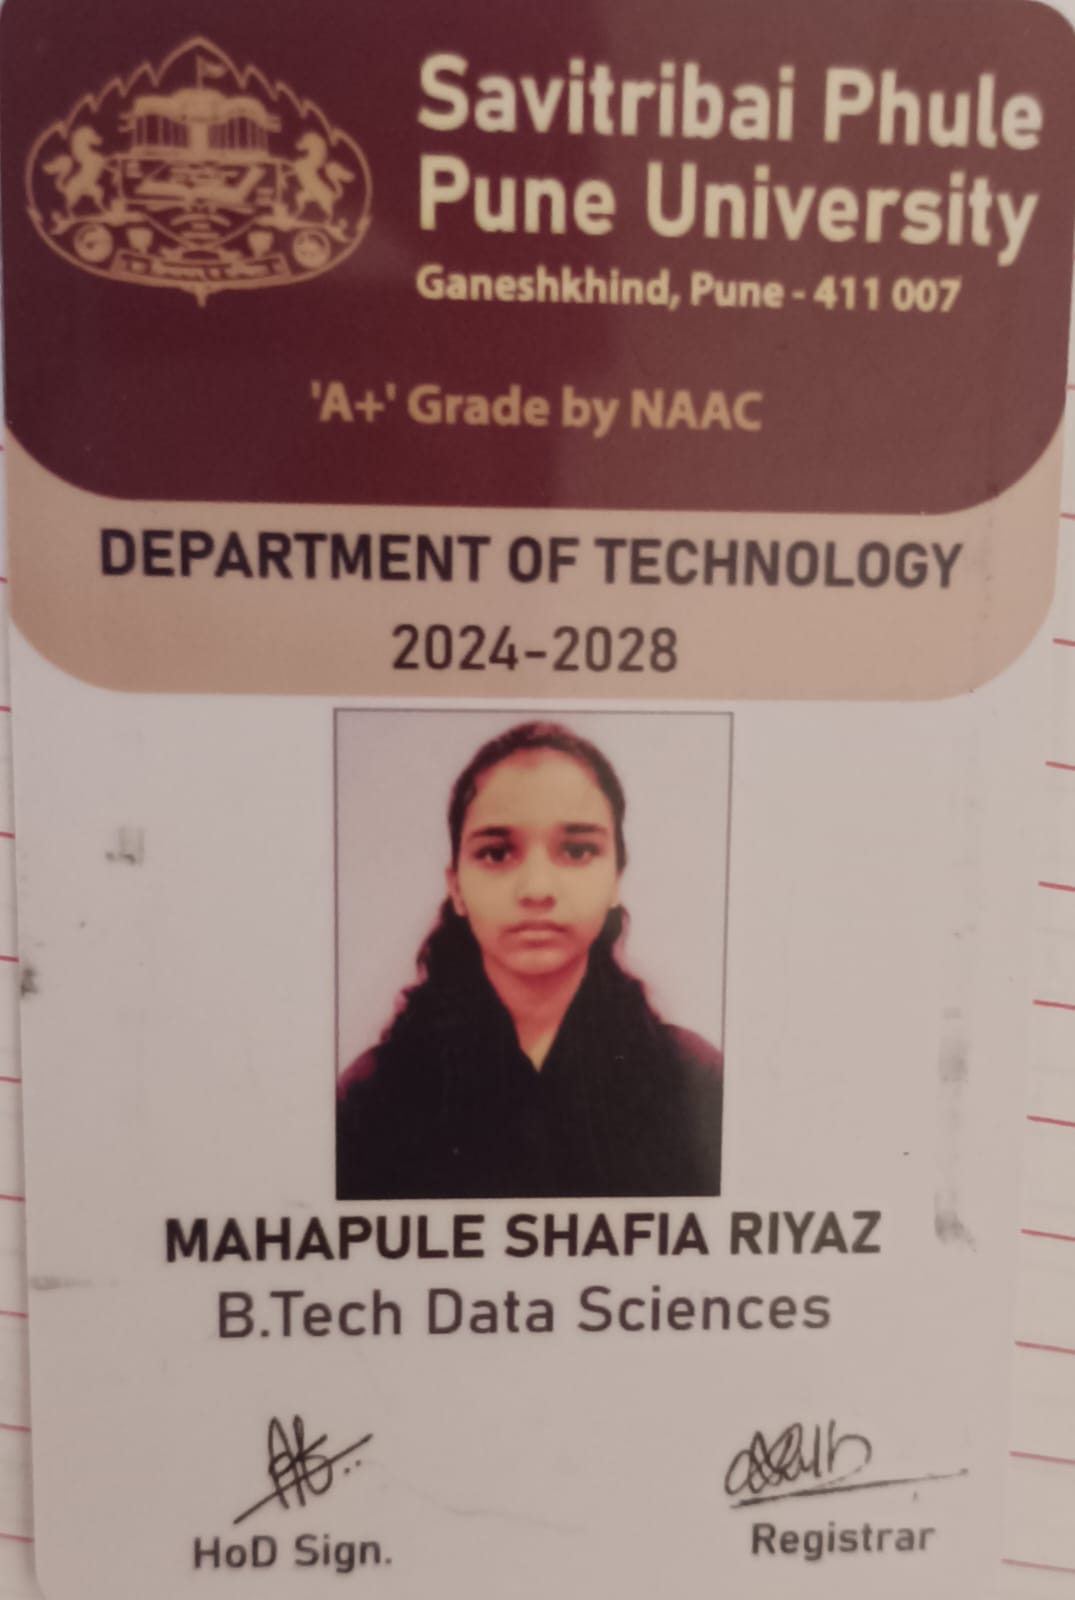 Savitribai Phule
Pune University
Ganeshkhind, Pune - 411 007
'A+' Grade by NAAC
DEPARTMENT OF TECHNOLOGY
2024-2028
MAHAPULE SHAFIA RIYAZ
B.Tech Data Sciences
HoD Sign.
Registrar